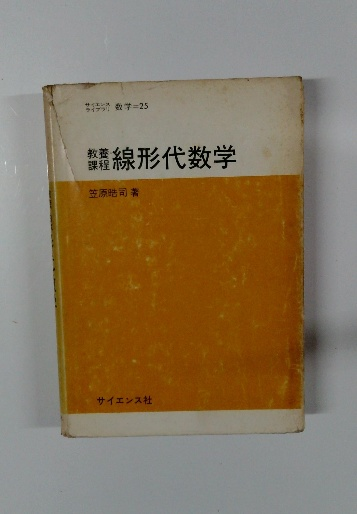 サイエンス
ライブラリ 数学=25
教養
課程 線形代数学
笠原晧司 著
サイエンス社